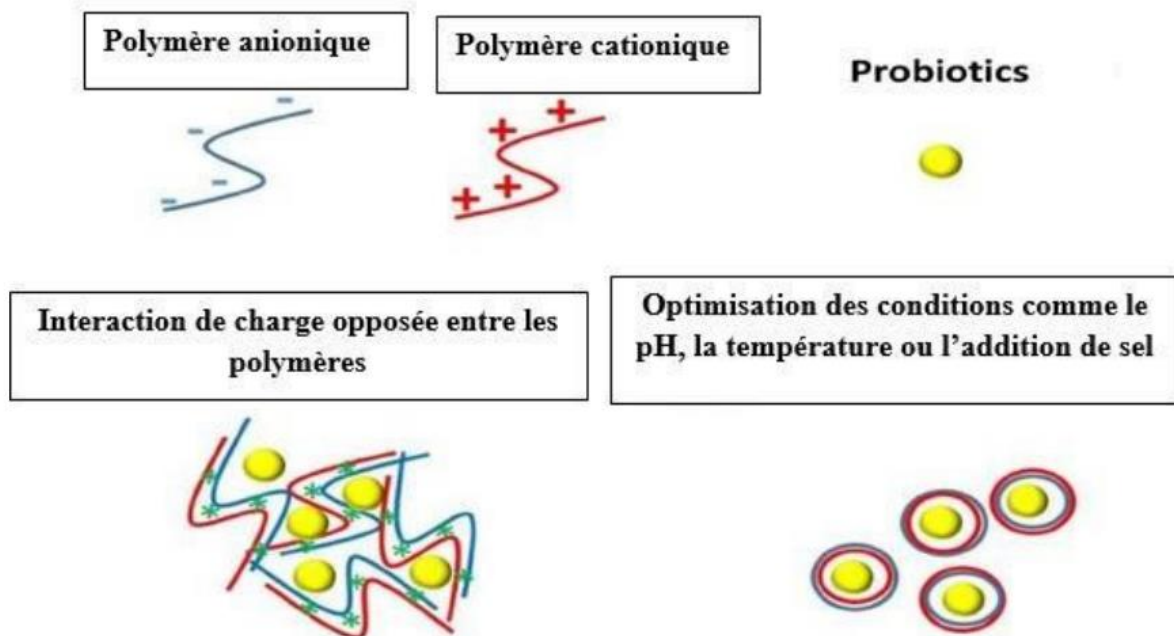 Polymère anionique
Polymère cationique
Probiotics
Interaction de charge opposée entre les
polymères
Optimisation des conditions comme le
pH, la température ou l’addition de sel